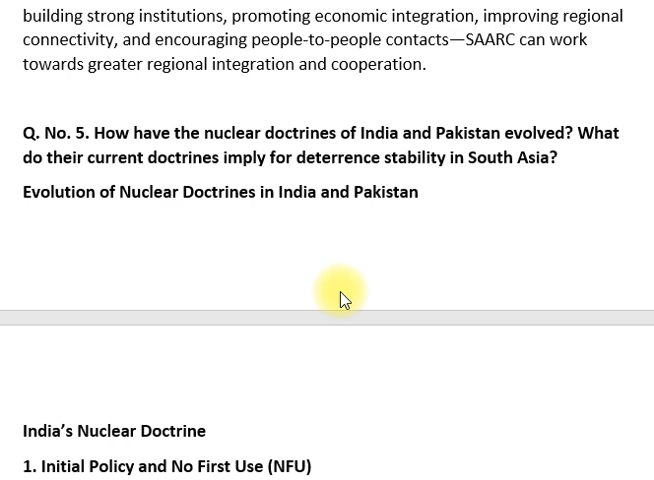 building strong institutions, promoting economic integration, improving regional
connectivity, and encouraging people-to-people contacts—SAARC can work
towards greater regional integration and cooperation.
Q. No. 5. How have the nuclear doctrines of India and Pakistan evolved? What
do their current doctrines imply for deterrence stability in South Asia?
Evolution of Nuclear Doctrines in India and Pakistan
India’s Nuclear Doctrine
1. Initial Policy and No First Use (NFU)